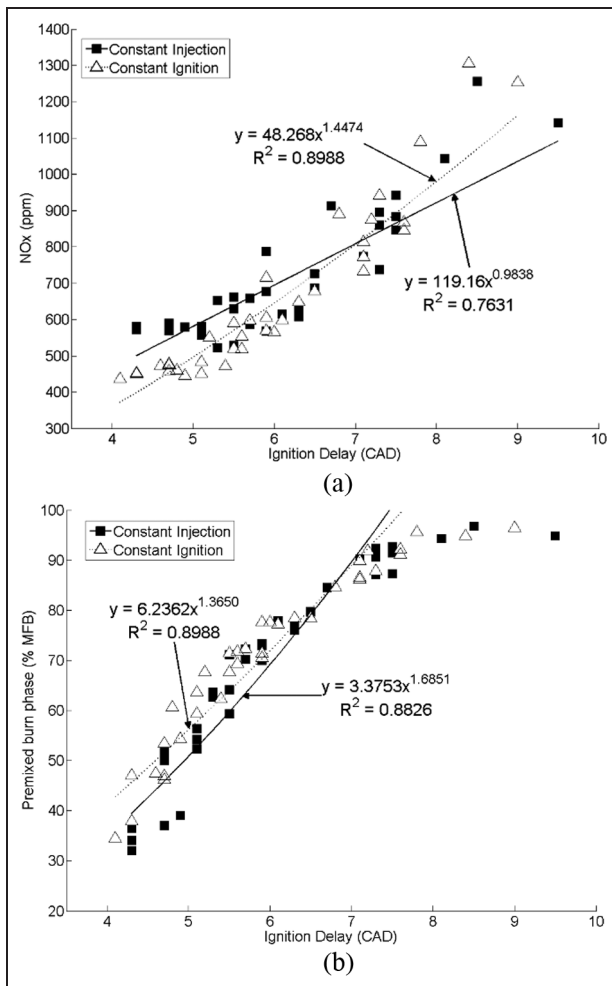 1400
1300
1200
1100
1000
900
800
700
600
500
400
300
NOx (ppm)
Constant Injection
Constant Ignition
y = 48.268x^1.4474
R² = 0.8988
y = 119.16x^0.9838
R² = 0.7631
4 5 6 7 8 9 10
Ignition Delay (CAD)
(a)
100
90
80
70
60
50
40
30
20
Premixed burn phase (% MFB)
Constant Injection
Constant Ignition
y = 6.2362x^1.3650
R² = 0.8988
y = 3.3753x^1.6851
R² = 0.8826
4 5 6 7 8 9 10
Ignition Delay (CAD)
(b)